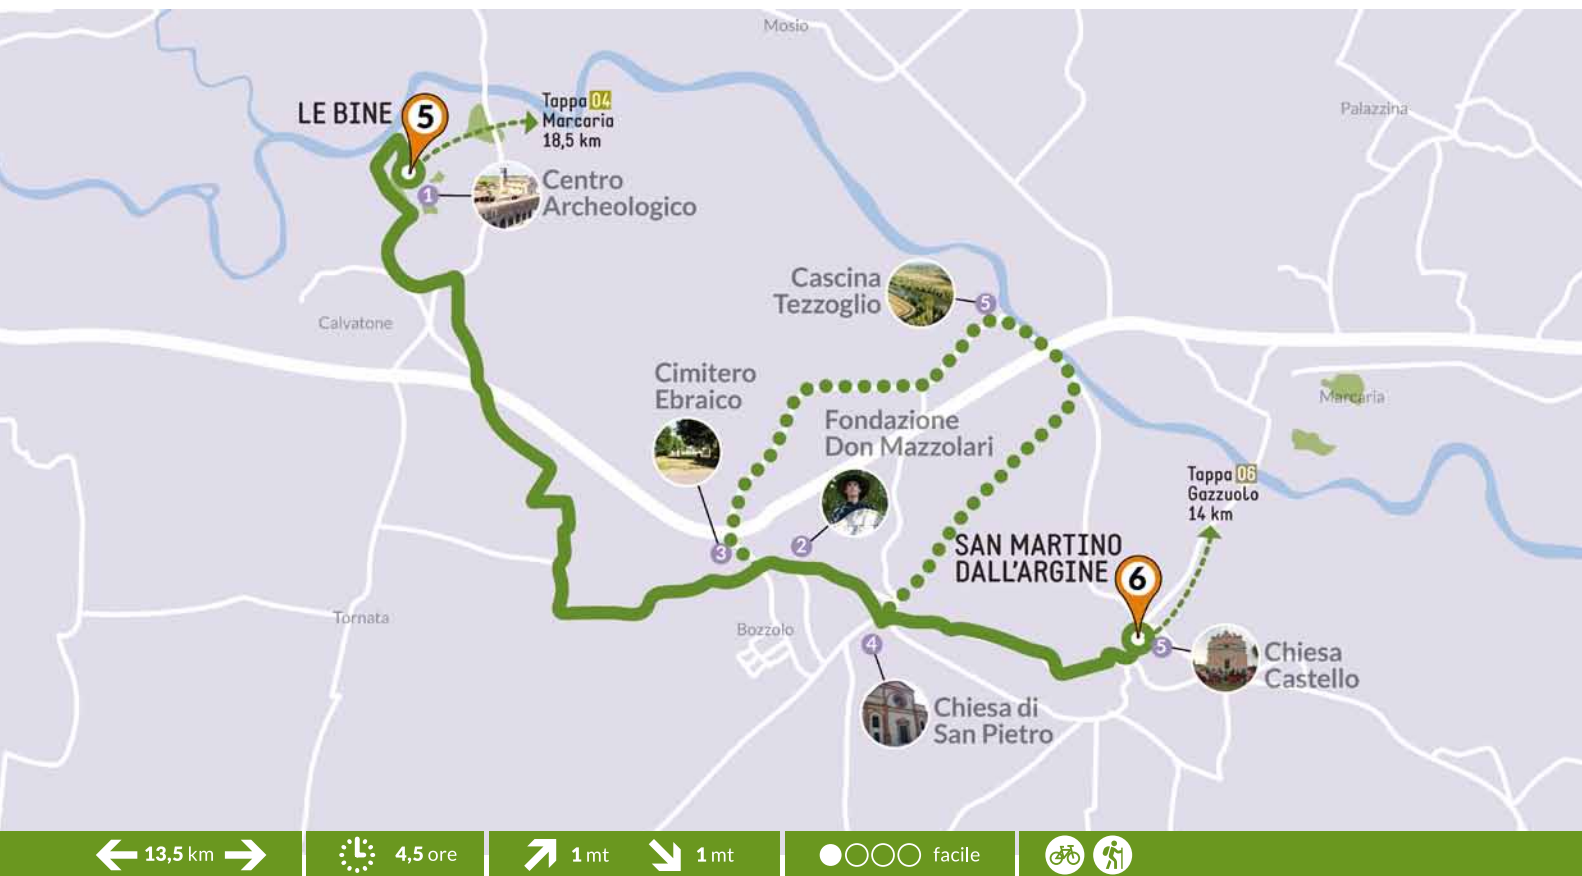 Mosio
LE BINE
5
Tappa 04
Marcaria
18,5 km
Palazzina
1
Centro
Archeologico
Cascina
Tezzoglio
5
Calvatone
Cimitero
Ebraico
Fondazione
Don Mazzolari
Marcaria
Tappa 06
Gazzuolo
14 km
3
2
SAN MARTINO
DALL'ARGINE
6
Tornata
Bozzolo
4
5
Chiesa
Castello
Chiesa di
San Pietro
13,5 km
4,5 ore
1 mt
1 mt
facile